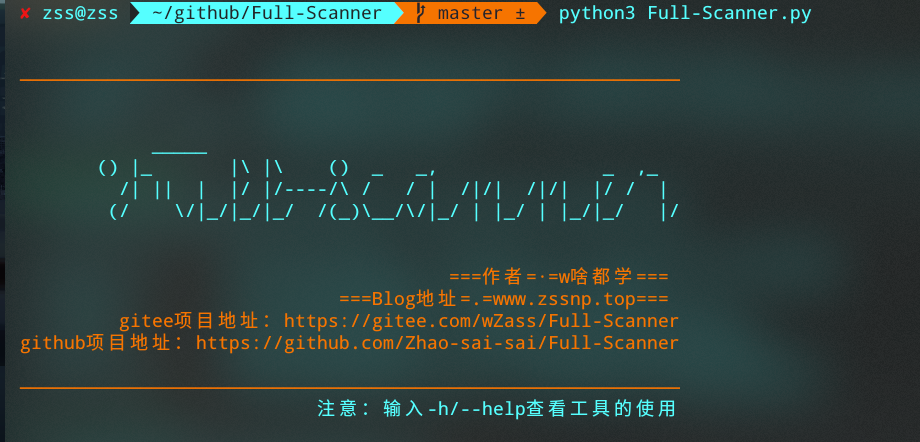 ✘ zss@zss ~/github/Full-Scanner master ± python3 Full-Scanner.py
Full-Scanner
===作者=·=w啥都学===
===Blog地址=.=www.zssnp.top===
gitee项目地址：https://gitee.com/wZass/Full-Scanner
github项目地址：https://github.com/Zhao-sai-sai/Full-Scanner
注意：输入-h/--help查看工具的使用